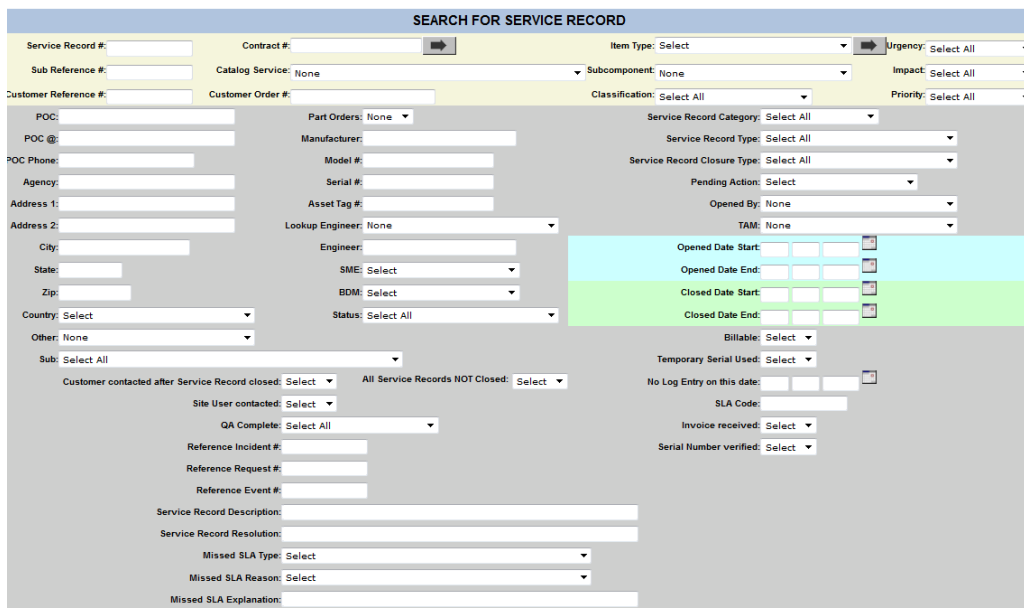 SEARCH FOR SERVICE RECORD
Service Record #: Contract #: Item Type: Select Urgency: Select All
Sub Reference #: Catalog Service: None Subcomponent: None Impact: Select All
Customer Reference #: Customer Order #: Classification: Select All Priority: Select All
POC: Part Orders: None Service Record Category: Select All
POC @: Manufacturer: Service Record Type: Select All
POC Phone: Model #: Service Record Closure Type: Select All
Agency: Serial #: Pending Action: Select
Address 1: Asset Tag #: Opened By: None
Address 2: Lookup Engineer: None TAM: None
City: Engineer: Opened Date Start:
State: SME: Select Opened Date End:
Zip: BDM: Select Closed Date Start:
Country: Select Status: Select All Closed Date End:
Other: None Billable: Select
Sub: Select All Temporary Serial Used: Select
Customer contacted after Service Record closed: Select All Service Records NOT Closed: Select No Log Entry on this date:
Site User contacted: Select SLA Code:
QA Complete: Select All Invoice received: Select
Reference Incident #: Serial Number verified: Select
Reference Request #:
Reference Event #:
Service Record Description:
Service Record Resolution:
Missed SLA Type: Select
Missed SLA Reason: Select
Missed SLA Explanation: